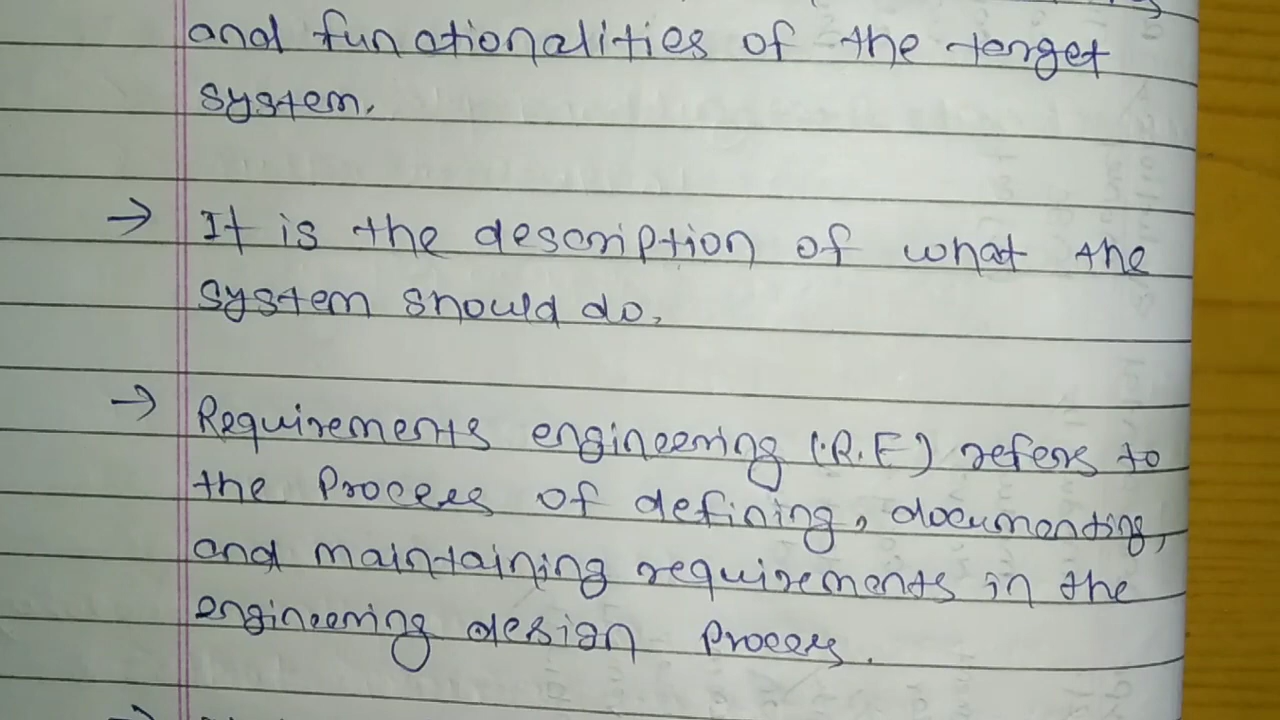 and functionalities of the target
system.
→ It is the description of what the
system should do.
→ Requirements engineering (R.E) refers to
the Process of defining, documenting,
and maintaining requirements in the
engineering design Process.